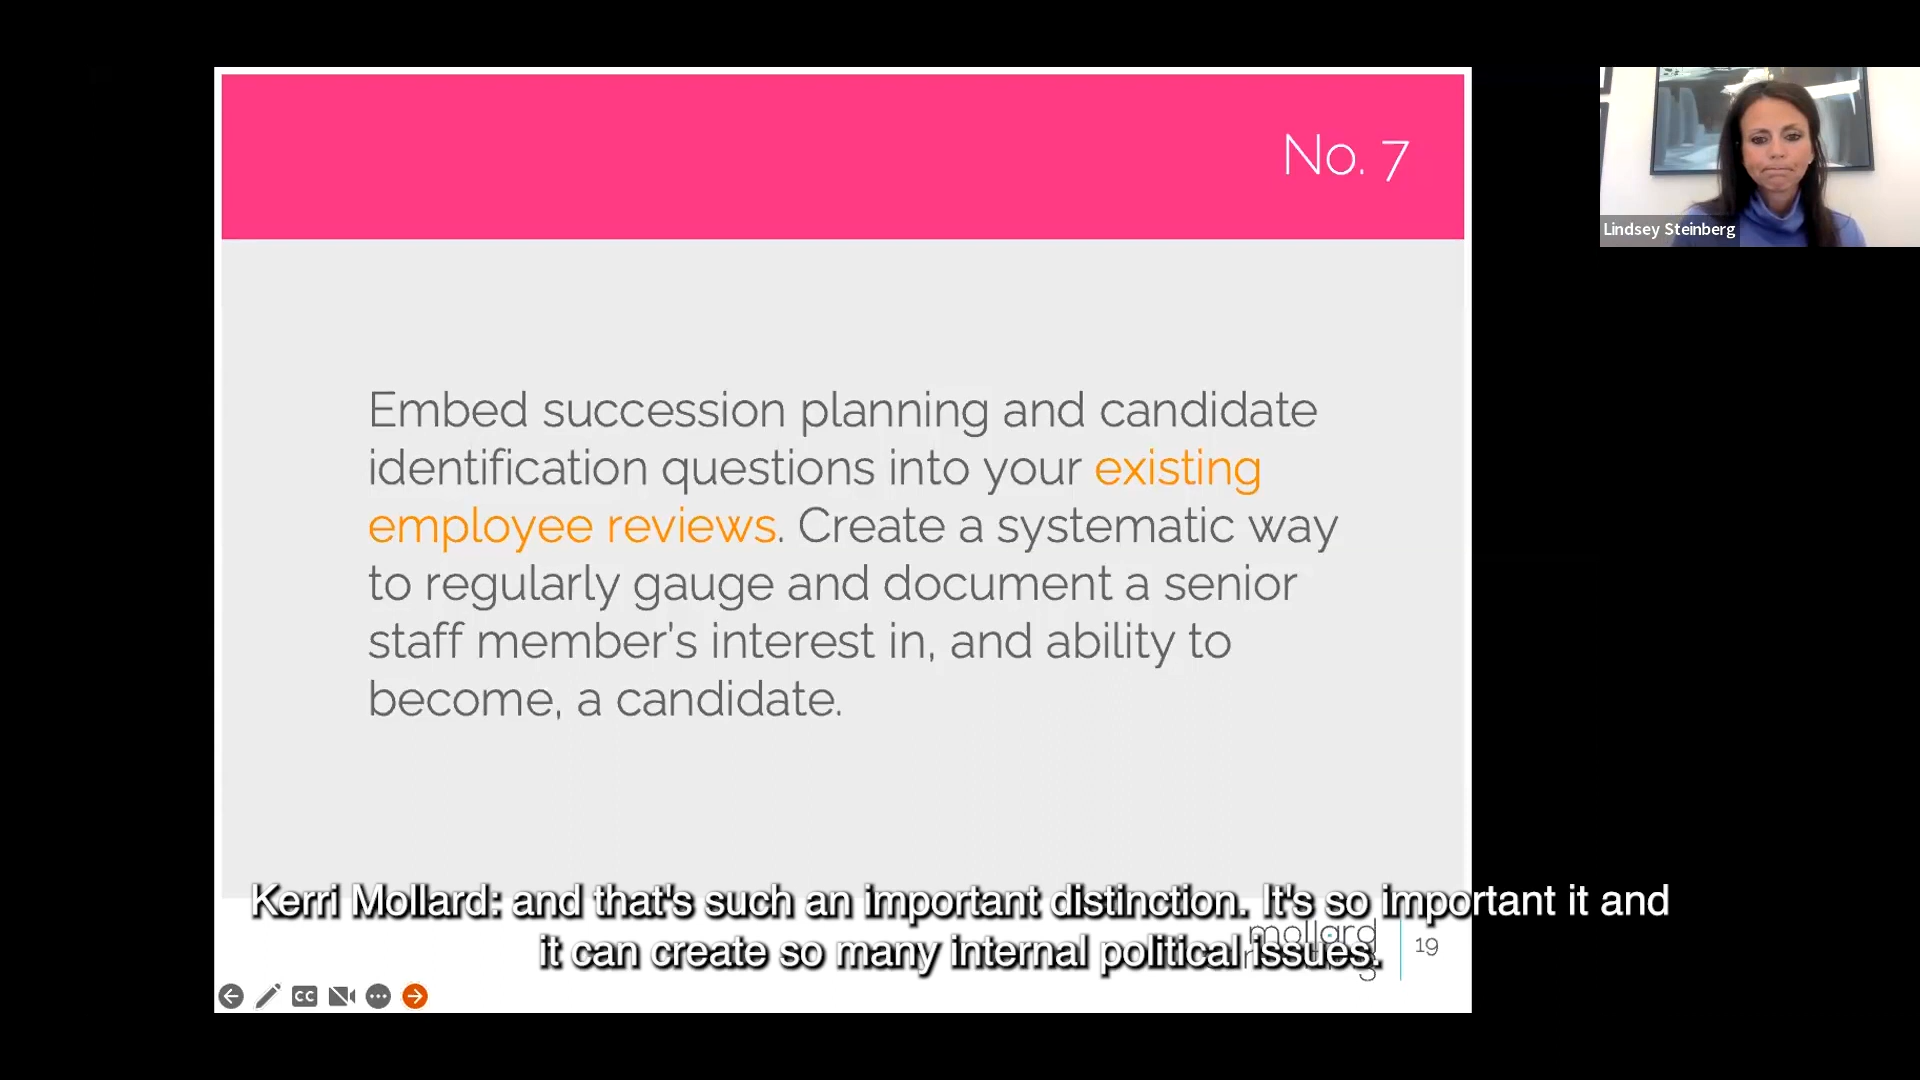 No. 7
Lindsey Steinberg
Embed succession planning and candidate
identification questions into your existing
employee reviews. Create a systematic way
to regularly gauge and document a senior
staff member's interest in, and ability to
become, a candidate.
Kerri Mollard: and that's such an important distinction. It's so important it and
it can create so many internal political issues.
mollard
19
CC